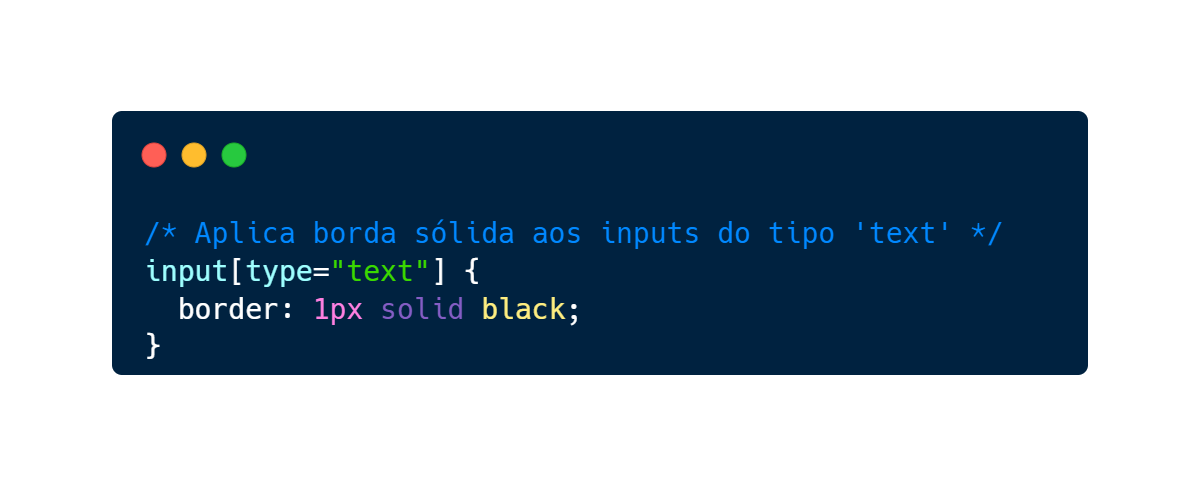 /* Aplica borda sólida aos inputs do tipo 'text' */
input[type="text"] {
  border: 1px solid black;
}